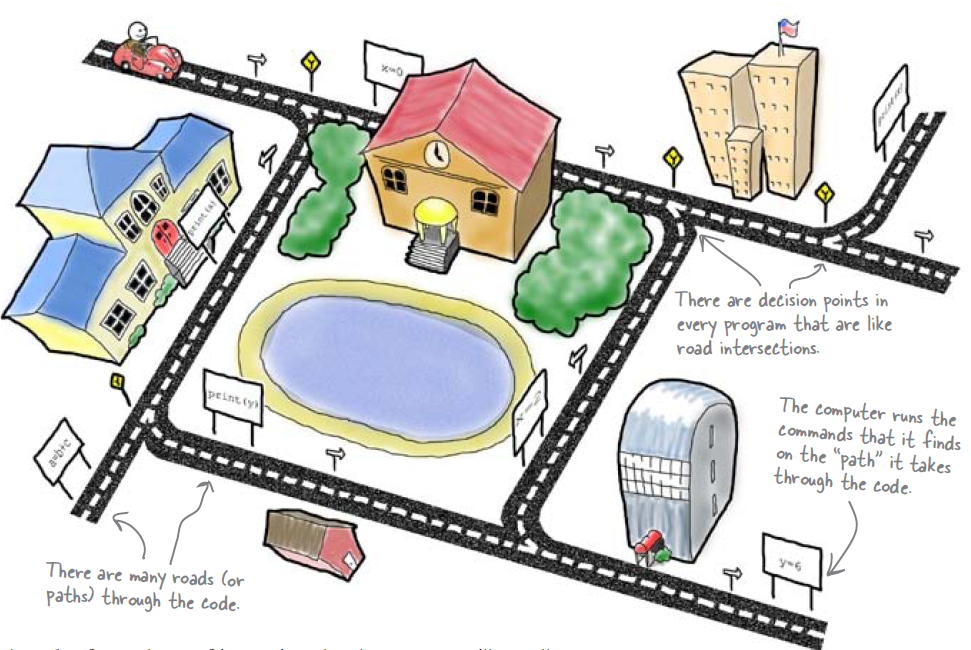 x=0
print(a)
There are decision points in
every program that are like
road intersections.
print(y)
x=2
The computer runs the
commands that it finds
on the "path" it takes
through the code.
a=b+c
y=6
There are many roads (or
paths) through the code.